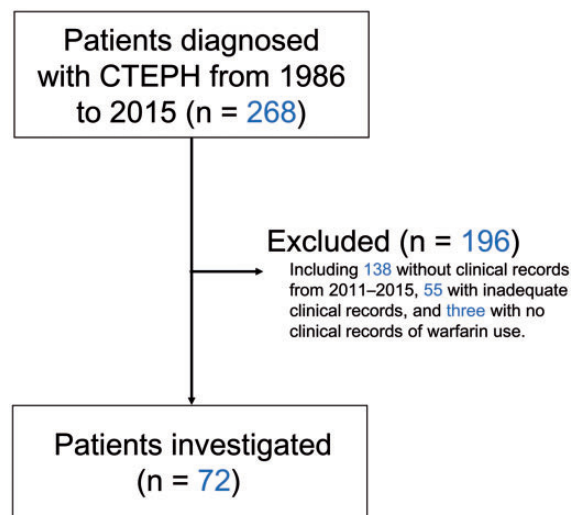 Patients diagnosed
with CTEPH from 1986
to 2015 (n = 268)
Excluded (n = 196)
Including 138 without clinical records
from 2011–2015, 55 with inadequate
clinical records, and three with no
clinical records of warfarin use.
Patients investigated
(n = 72)